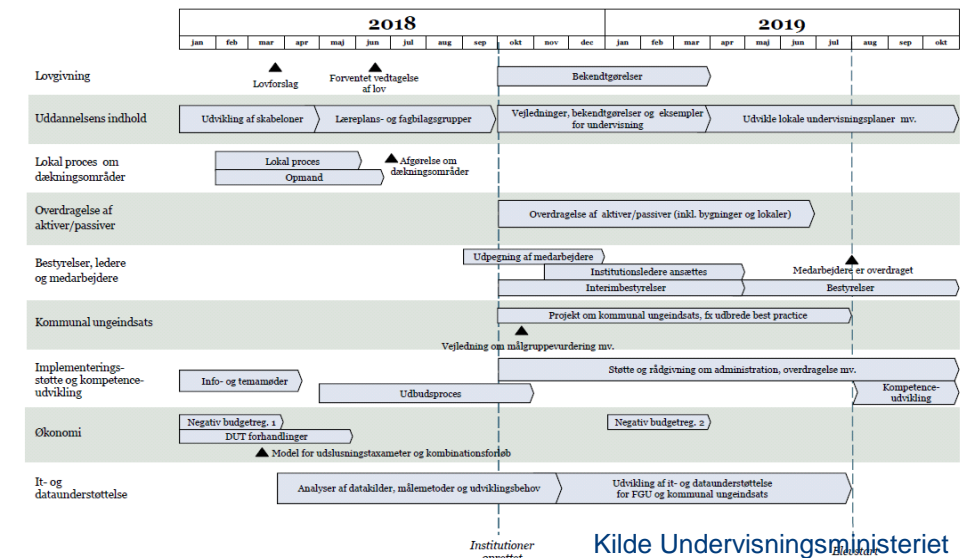 2018 2019
jan feb mar apr maj jun jul aug sep okt nov dec jan feb mar apr maj jun jul aug sep okt
Lovgivning
Lovforslag
Forventet vedtagelse
af lov
Bekendtgørelser
Uddannelsens indhold
Udvikling af skabeloner
Læreplans- og fagbilagsgrupper
Vejledninger, bekendtgørelser og eksempler
for undervisning
Udvikle lokale undervisningsplaner mv.
Lokal proces om
dækningsområder
Lokal proces
Opmand
Afgørelse om
dækningsområder
Overdragelse af
aktiver/passiver
Overdragelse af aktiver/passiver (inkl. bygninger og lokaler)
Bestyrelser, ledere
og medarbejdere
Udpegning af medarbejdere
Institutionsledere ansættes
Interimbestyrelser
Medarbejdere er overdraget
Bestyrelser
Kommunal ungeindsats
Projekt om kommunal ungeindsats, fx udbrede best practice
Vejledning om målgruppevurdering mv.
Implementerings-
støtte og kompetence-
udvikling
Info- og temamøder
Udbudsproces
Støtte og rådgivning om administration, overdragelse mv.
Kompetence-
udvikling
Økonomi
Negativ budgetreg. 1
DUT forhandlinger
Model for udslusningstaxameter og kombinationsforløb
Negativ budgetreg. 2
It- og
dataunderstøttelse
Analyser af datakilder, målemetoder og udviklingsbehov
Udvikling af it- og dataunderstøttelse
for FGU og kommunal ungeindsats
Institutioner
oprettet
Elevstart
Kilde Undervisningsministeriet